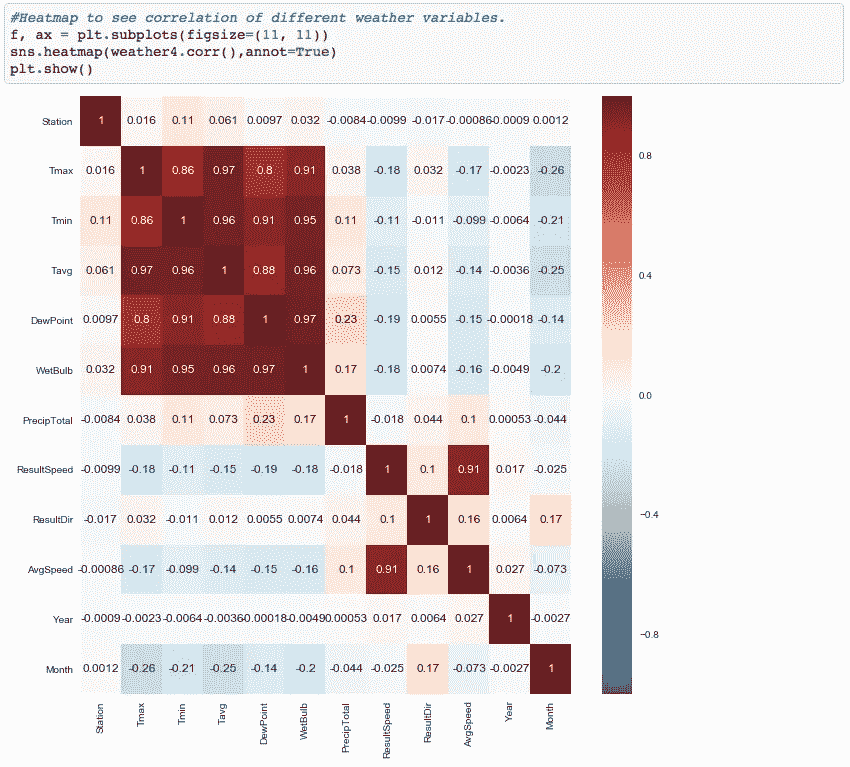 #Heatmap to see correlation of different weather variables.
f, ax = plt.subplots(figsize=(11, 11))
sns.heatmap(weather4.corr(),annot=True)
plt.show()
Station 1 0.016 0.11 0.061 0.0097 0.032 -0.0084 -0.0099 -0.017 -0.00086 -0.0009 0.0012
Tmax 0.016 1 0.86 0.97 0.8 0.91 0.038 -0.18 0.032 -0.17 -0.0023 -0.26
Tmin 0.11 0.86 1 0.96 0.91 0.95 0.11 -0.11 -0.011 -0.099 -0.0064 -0.21
Tavg 0.061 0.97 0.96 1 0.88 0.96 0.073 -0.15 0.012 -0.14 -0.0036 -0.25
DewPoint 0.0097 0.8 0.91 0.88 1 0.97 0.23 -0.19 0.0055 -0.15 -0.00018 -0.14
WetBulb 0.032 0.91 0.95 0.96 0.97 1 0.17 -0.18 0.0074 -0.16 -0.0049 -0.2
PrecipTotal -0.0084 0.038 0.11 0.073 0.23 0.17 1 -0.018 0.044 0.1 0.00053 -0.044
ResultSpeed -0.0099 -0.18 -0.11 -0.15 -0.19 -0.18 -0.018 1 0.1 0.91 0.017 -0.025
ResultDir -0.017 0.032 -0.011 0.012 0.0055 0.0074 0.044 0.1 1 0.16 0.0064 0.17
AvgSpeed -0.00086 -0.17 -0.099 -0.14 -0.15 -0.16 0.1 0.91 0.16 1 0.027 -0.073
Year -0.0009 -0.0023 -0.0064 -0.0036 -0.00018 -0.0049 0.00053 0.017 0.0064 0.027 1 -0.0027
Month 0.0012 -0.26 -0.21 -0.25 -0.14 -0.2 -0.044 -0.025 0.17 -0.073 -0.0027 1
Station Tmax Tmin Tavg DewPoint WetBulb PrecipTotal ResultSpeed ResultDir AvgSpeed Year Month
0.8
0.4
0.0
−0.4
−0.8